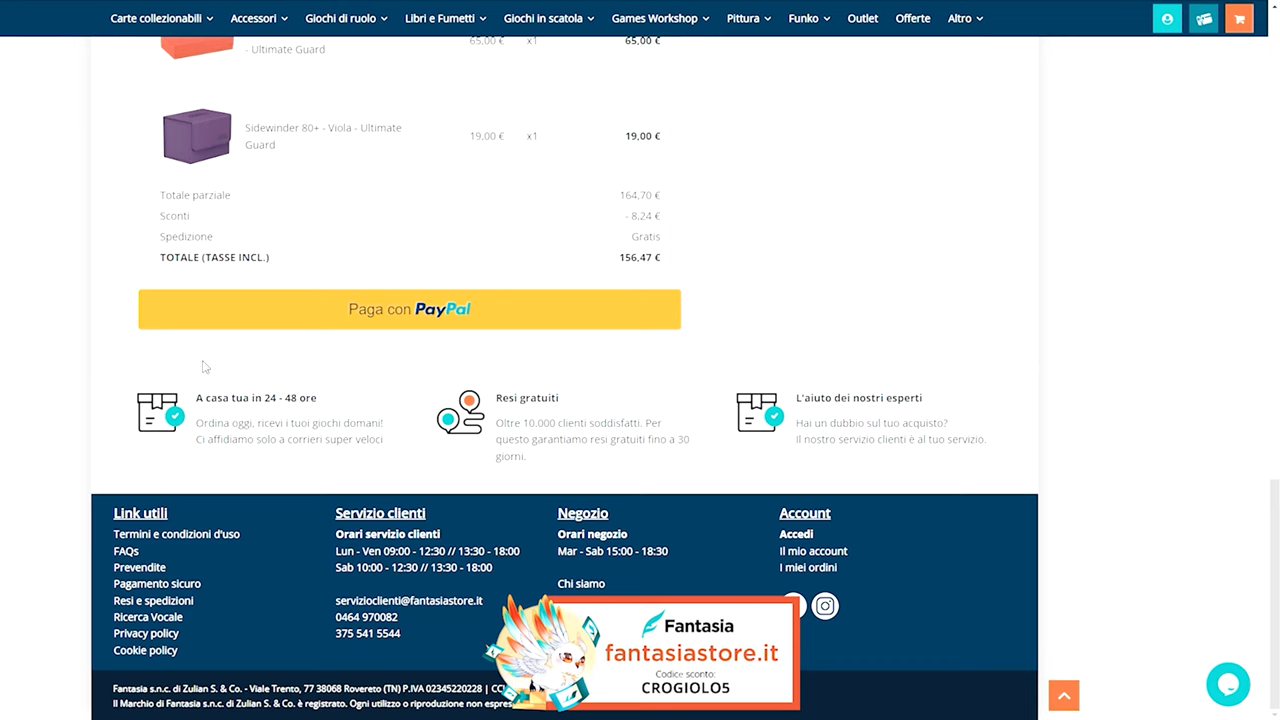 Carte collezionabili Accessori Giochi di ruolo Libri e Fumetti Giochi in scatola Games Workshop Pittura Funko Outlet Offerte Altro
65,00 € x1 65,00 €
- Ultimate Guard
Sidewinder 80+ - Viola - Ultimate
Guard
19,00 € x1 19,00 €
Totale parziale 164,70 €
Sconti - 8,24 €
Spedizione Gratis
TOTALE (TASSE INCL.) 156,47 €
Paga con PayPal
A casa tua in 24 - 48 ore
Ordina oggi, ricevi i tuoi giochi domani!
Ci affidiamo solo a corrieri super veloci
Resi gratuiti
Oltre 10.000 clienti soddisfatti. Per
questo garantiamo resi gratuiti fino a 30
giorni.
L'aiuto dei nostri esperti
Hai un dubbio sul tuo acquisto?
Il nostro servizio clienti è al tuo servizio.
Link utili
Termini e condizioni d'uso
FAQs
Prevendite
Pagamento sicuro
Resi e spedizioni
Ricerca Vocale
Privacy policy
Cookie policy
Servizio clienti
Orari servizio clienti
Lun - Ven 09:00 - 12:30 // 13:30 - 18:00
Sab 10:00 - 12:30 // 13:30 - 18:00
servizioclienti@fantasiastore.it
0464 970082
375 541 5544
Negozio
Orari negozio
Mar - Sab 15:00 - 18:30
Chi siamo
Account
Accedi
Il mio account
I miei ordini
Fantasia
fantasiastore.it
Codice sconto:
CROGIOLO5
Fantasia s.n.c. di Zulian S. & Co. - Viale Trento, 77 38068 Rovereto (TN) P.IVA 02345220228 |
Il Marchio di Fantasia s.n.c. di Zulian S. & Co. è registrato. Ogni utilizzo o riproduzione non